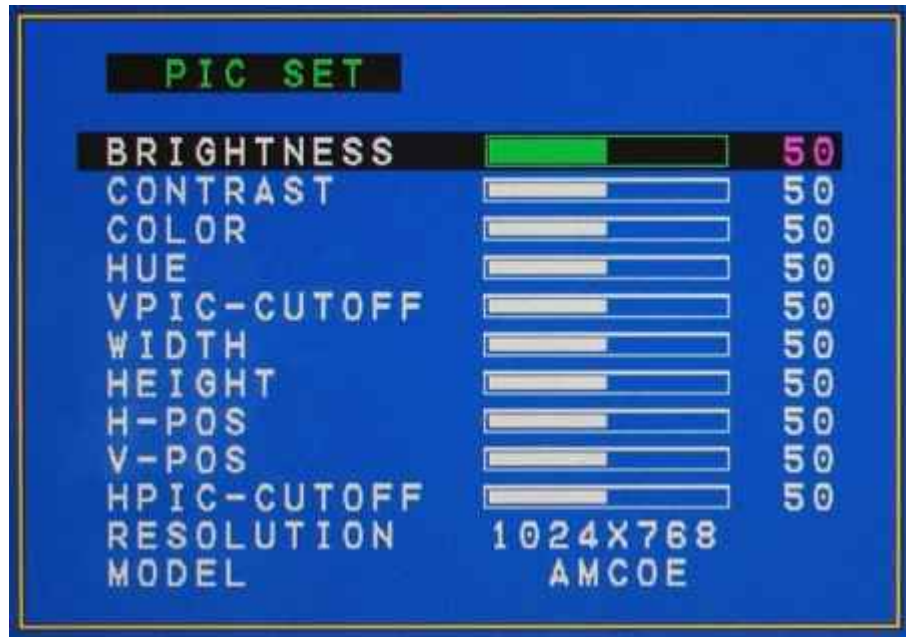 PIC SET
BRIGHTNESS 50
CONTRAST 50
COLOR 50
HUE 50
VPIC-CUTOFF 50
WIDTH 50
HEIGHT 50
H-POS 50
V-POS 50
HPIC-CUTOFF 50
RESOLUTION 1024X768
MODEL AMCOE